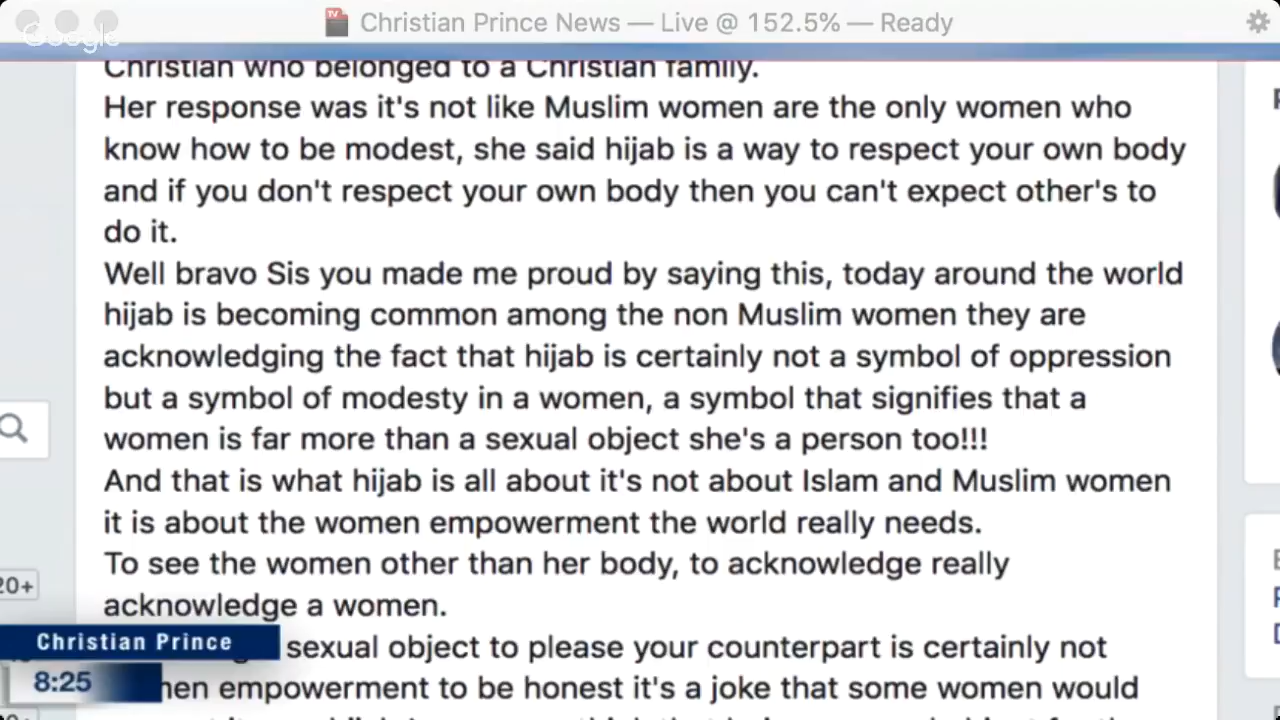 Christian Prince News — Live @ 152.5% — Ready
Google
Christian who belonged to a Christian family.
Her response was it's not like Muslim women are the only women who
know how to be modest, she said hijab is a way to respect your own body
and if you don't respect your own body then you can't expect other's to
do it.
Well bravo Sis you made me proud by saying this, today around the world
hijab is becoming common among the non Muslim women they are
acknowledging the fact that hijab is certainly not a symbol of oppression
but a symbol of modesty in a women, a symbol that signifies that a
women is far more than a sexual object she's a person too!!!
And that is what hijab is all about it's not about Islam and Muslim women
it is about the women empowerment the world really needs.
To see the women other than her body, to acknowledge really
acknowledge a women.
sexual object to please your counterpart is certainly not
empowerment to be honest it's a joke that some women would
20+
Christian Prince
8:25